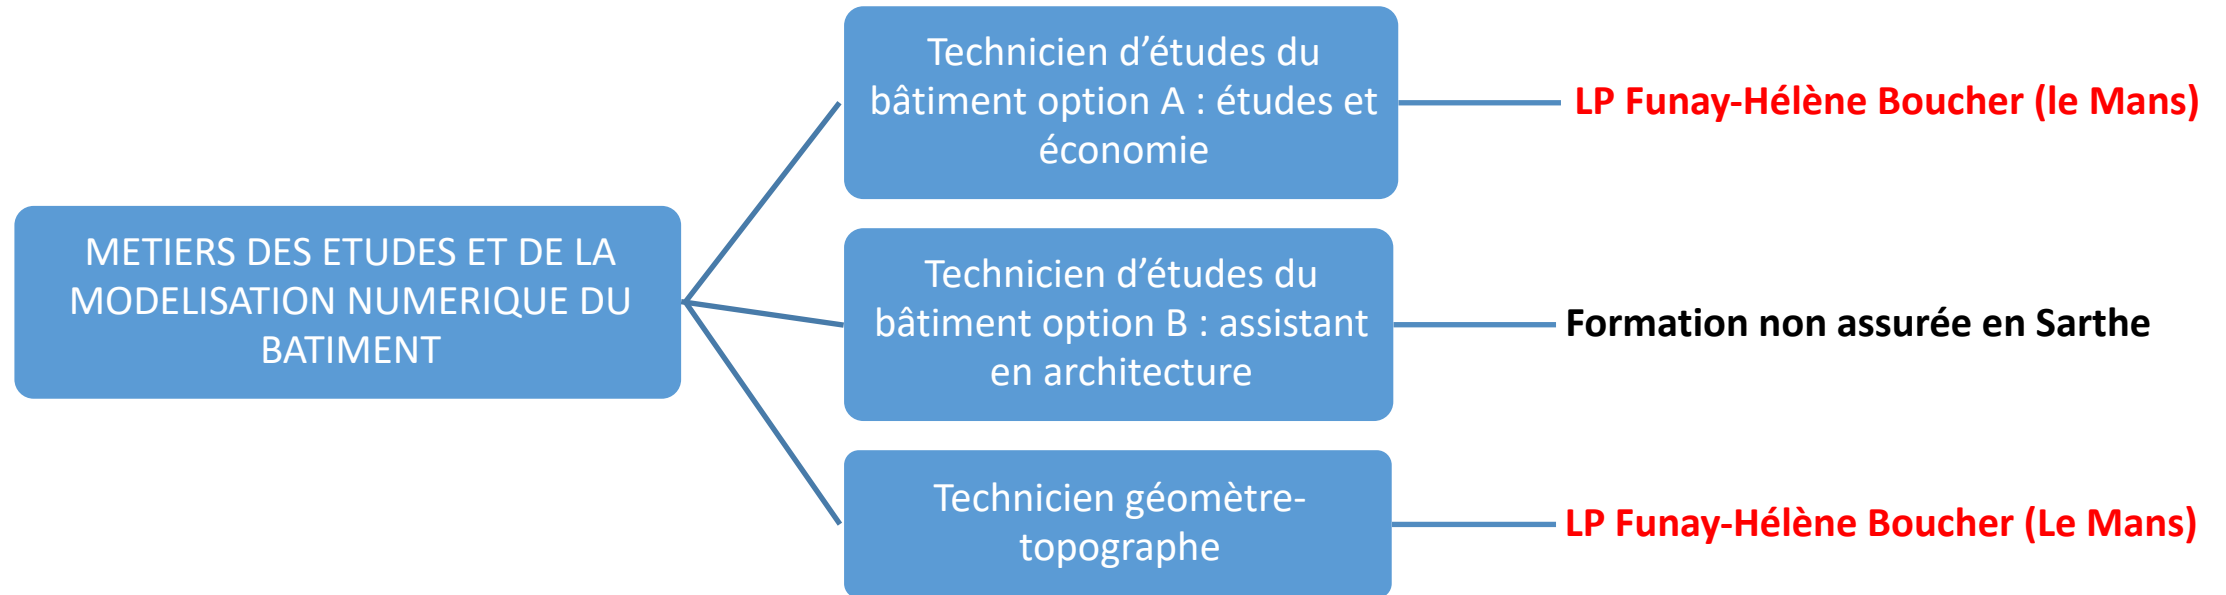 Technicien d’études du
bâtiment option A : études et
économie
LP Funay-Hélène Boucher (le Mans)
METIERS DES ETUDES ET DE LA
MODELISATION NUMERIQUE DU
BATIMENT
Technicien d’études du
bâtiment option B : assistant
en architecture
Formation non assurée en Sarthe
Technicien géomètre-
topographe
LP Funay-Hélène Boucher (Le Mans)